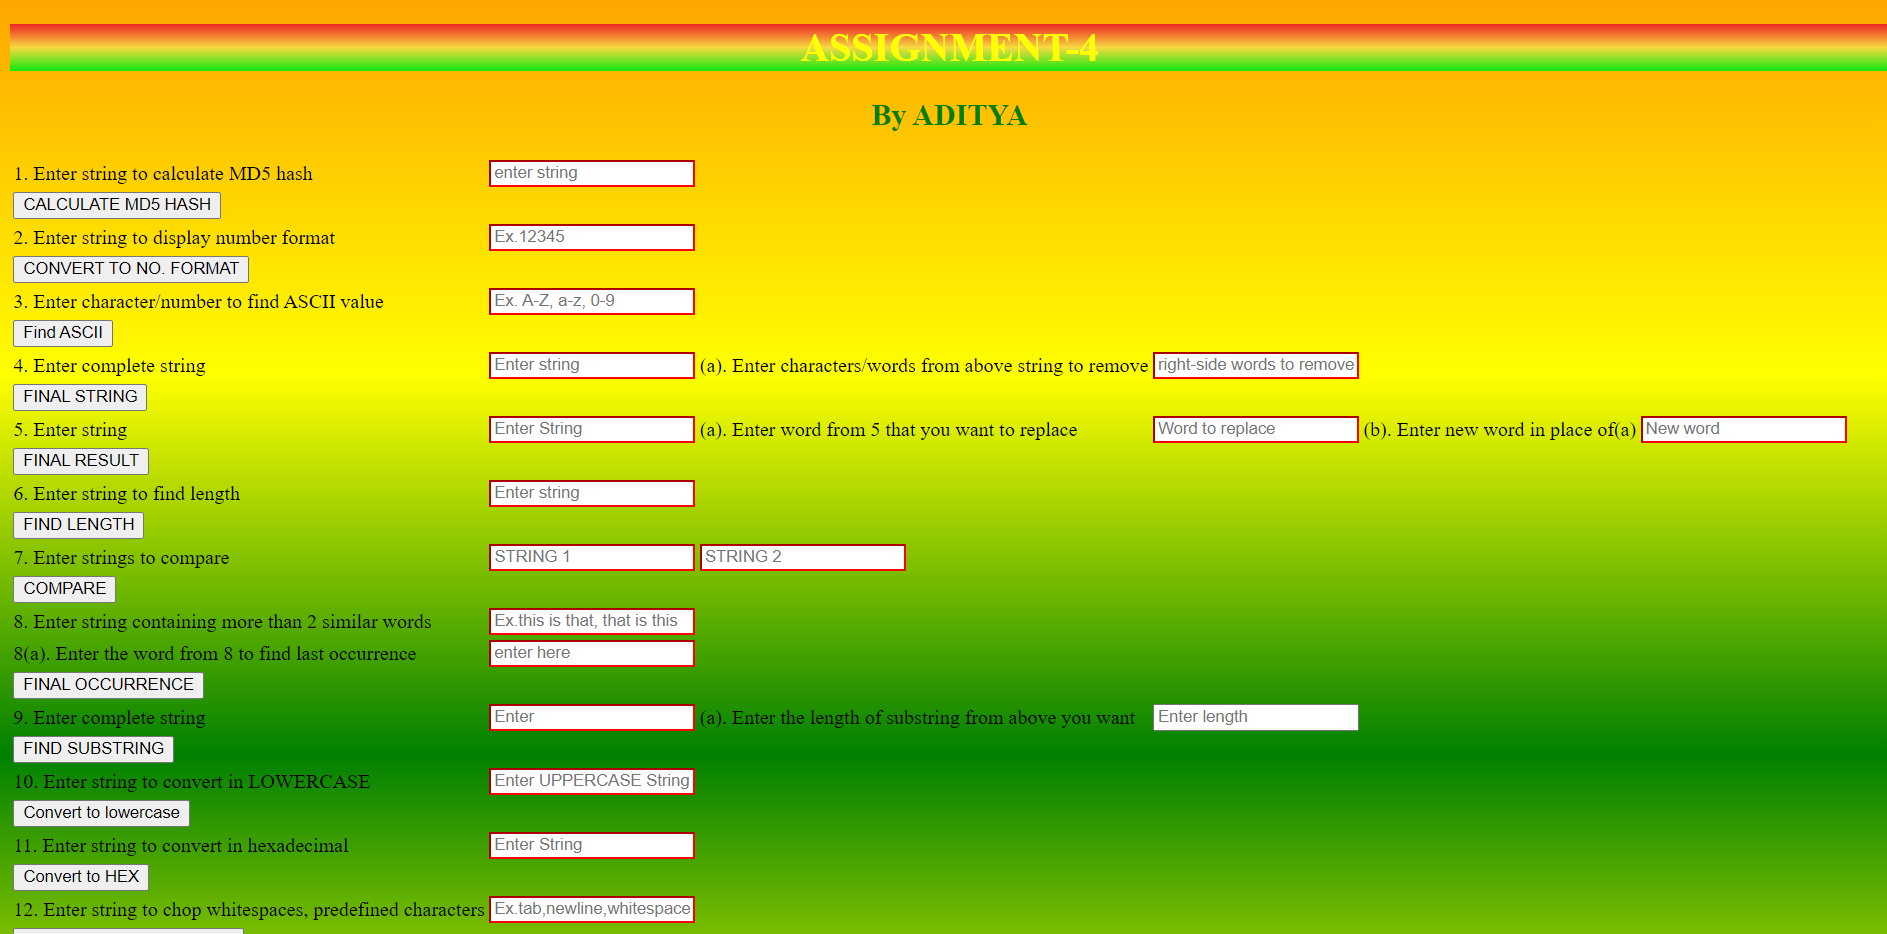 ASSIGNMENT-4
By ADITYA
1. Enter string to calculate MD5 hash enter string
CALCULATE MD5 HASH
2. Enter string to display number format Ex.12345
CONVERT TO NO. FORMAT
3. Enter character/number to find ASCII value Ex. A-Z, a-z, 0-9
Find ASCII
4. Enter complete string Enter string (a). Enter characters/words from above string to remove right-side words to remove
FINAL STRING
5. Enter string Enter String (a). Enter word from 5 that you want to replace Word to replace (b). Enter new word in place of(a) New word
FINAL RESULT
6. Enter string to find length Enter string
FIND LENGTH
7. Enter strings to compare STRING 1 STRING 2
COMPARE
8. Enter string containing more than 2 similar words Ex.this is that, that is this
8(a). Enter the word from 8 to find last occurrence enter here
FINAL OCCURRENCE
9. Enter complete string Enter (a). Enter the length of substring from above you want Enter length
FIND SUBSTRING
10. Enter string to convert in LOWERCASE Enter UPPERCASE String
Convert to lowercase
11. Enter string to convert in hexadecimal Enter String
Convert to HEX
12. Enter string to chop whitespaces, predefined characters Ex.tab,newline,whitespace